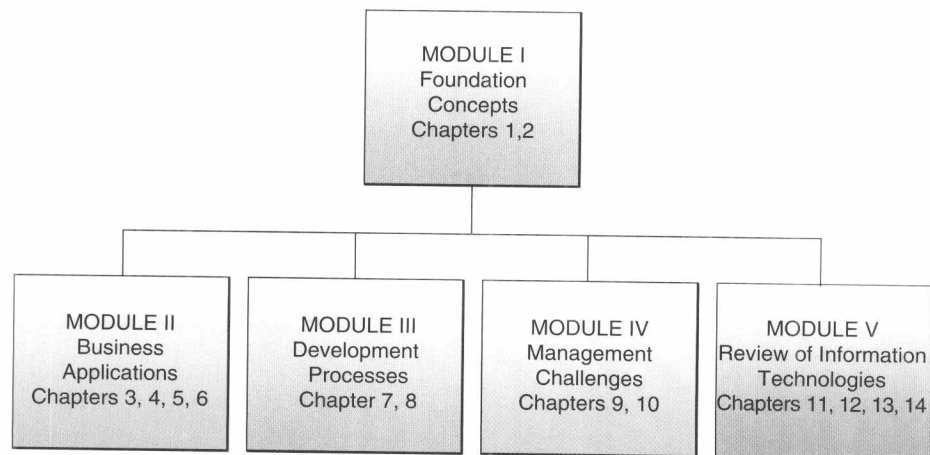 MODULE I
Foundation
Concepts
Chapters 1,2
MODULE II
Business
Applications
Chapters 3, 4, 5, 6
MODULE III
Development
Processes
Chapter 7, 8
MODULE IV
Management
Challenges
Chapters 9, 10
MODULE V
Review of Information
Technologies
Chapters 11, 12, 13, 14